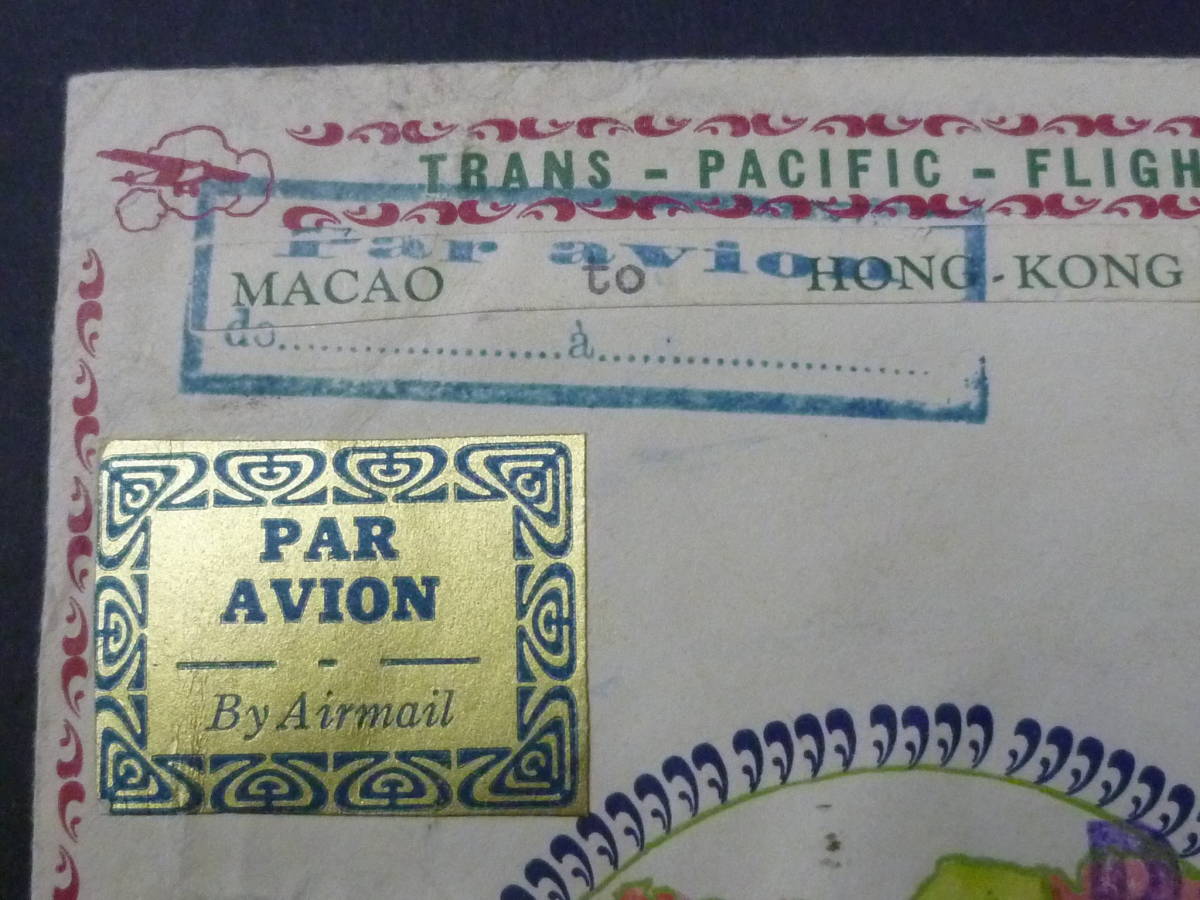 TRANS - PACIFIC - FLIGH
Par avion
MACAO to HONG-KONG
de....................à........................
PAR
AVION
By Airmail